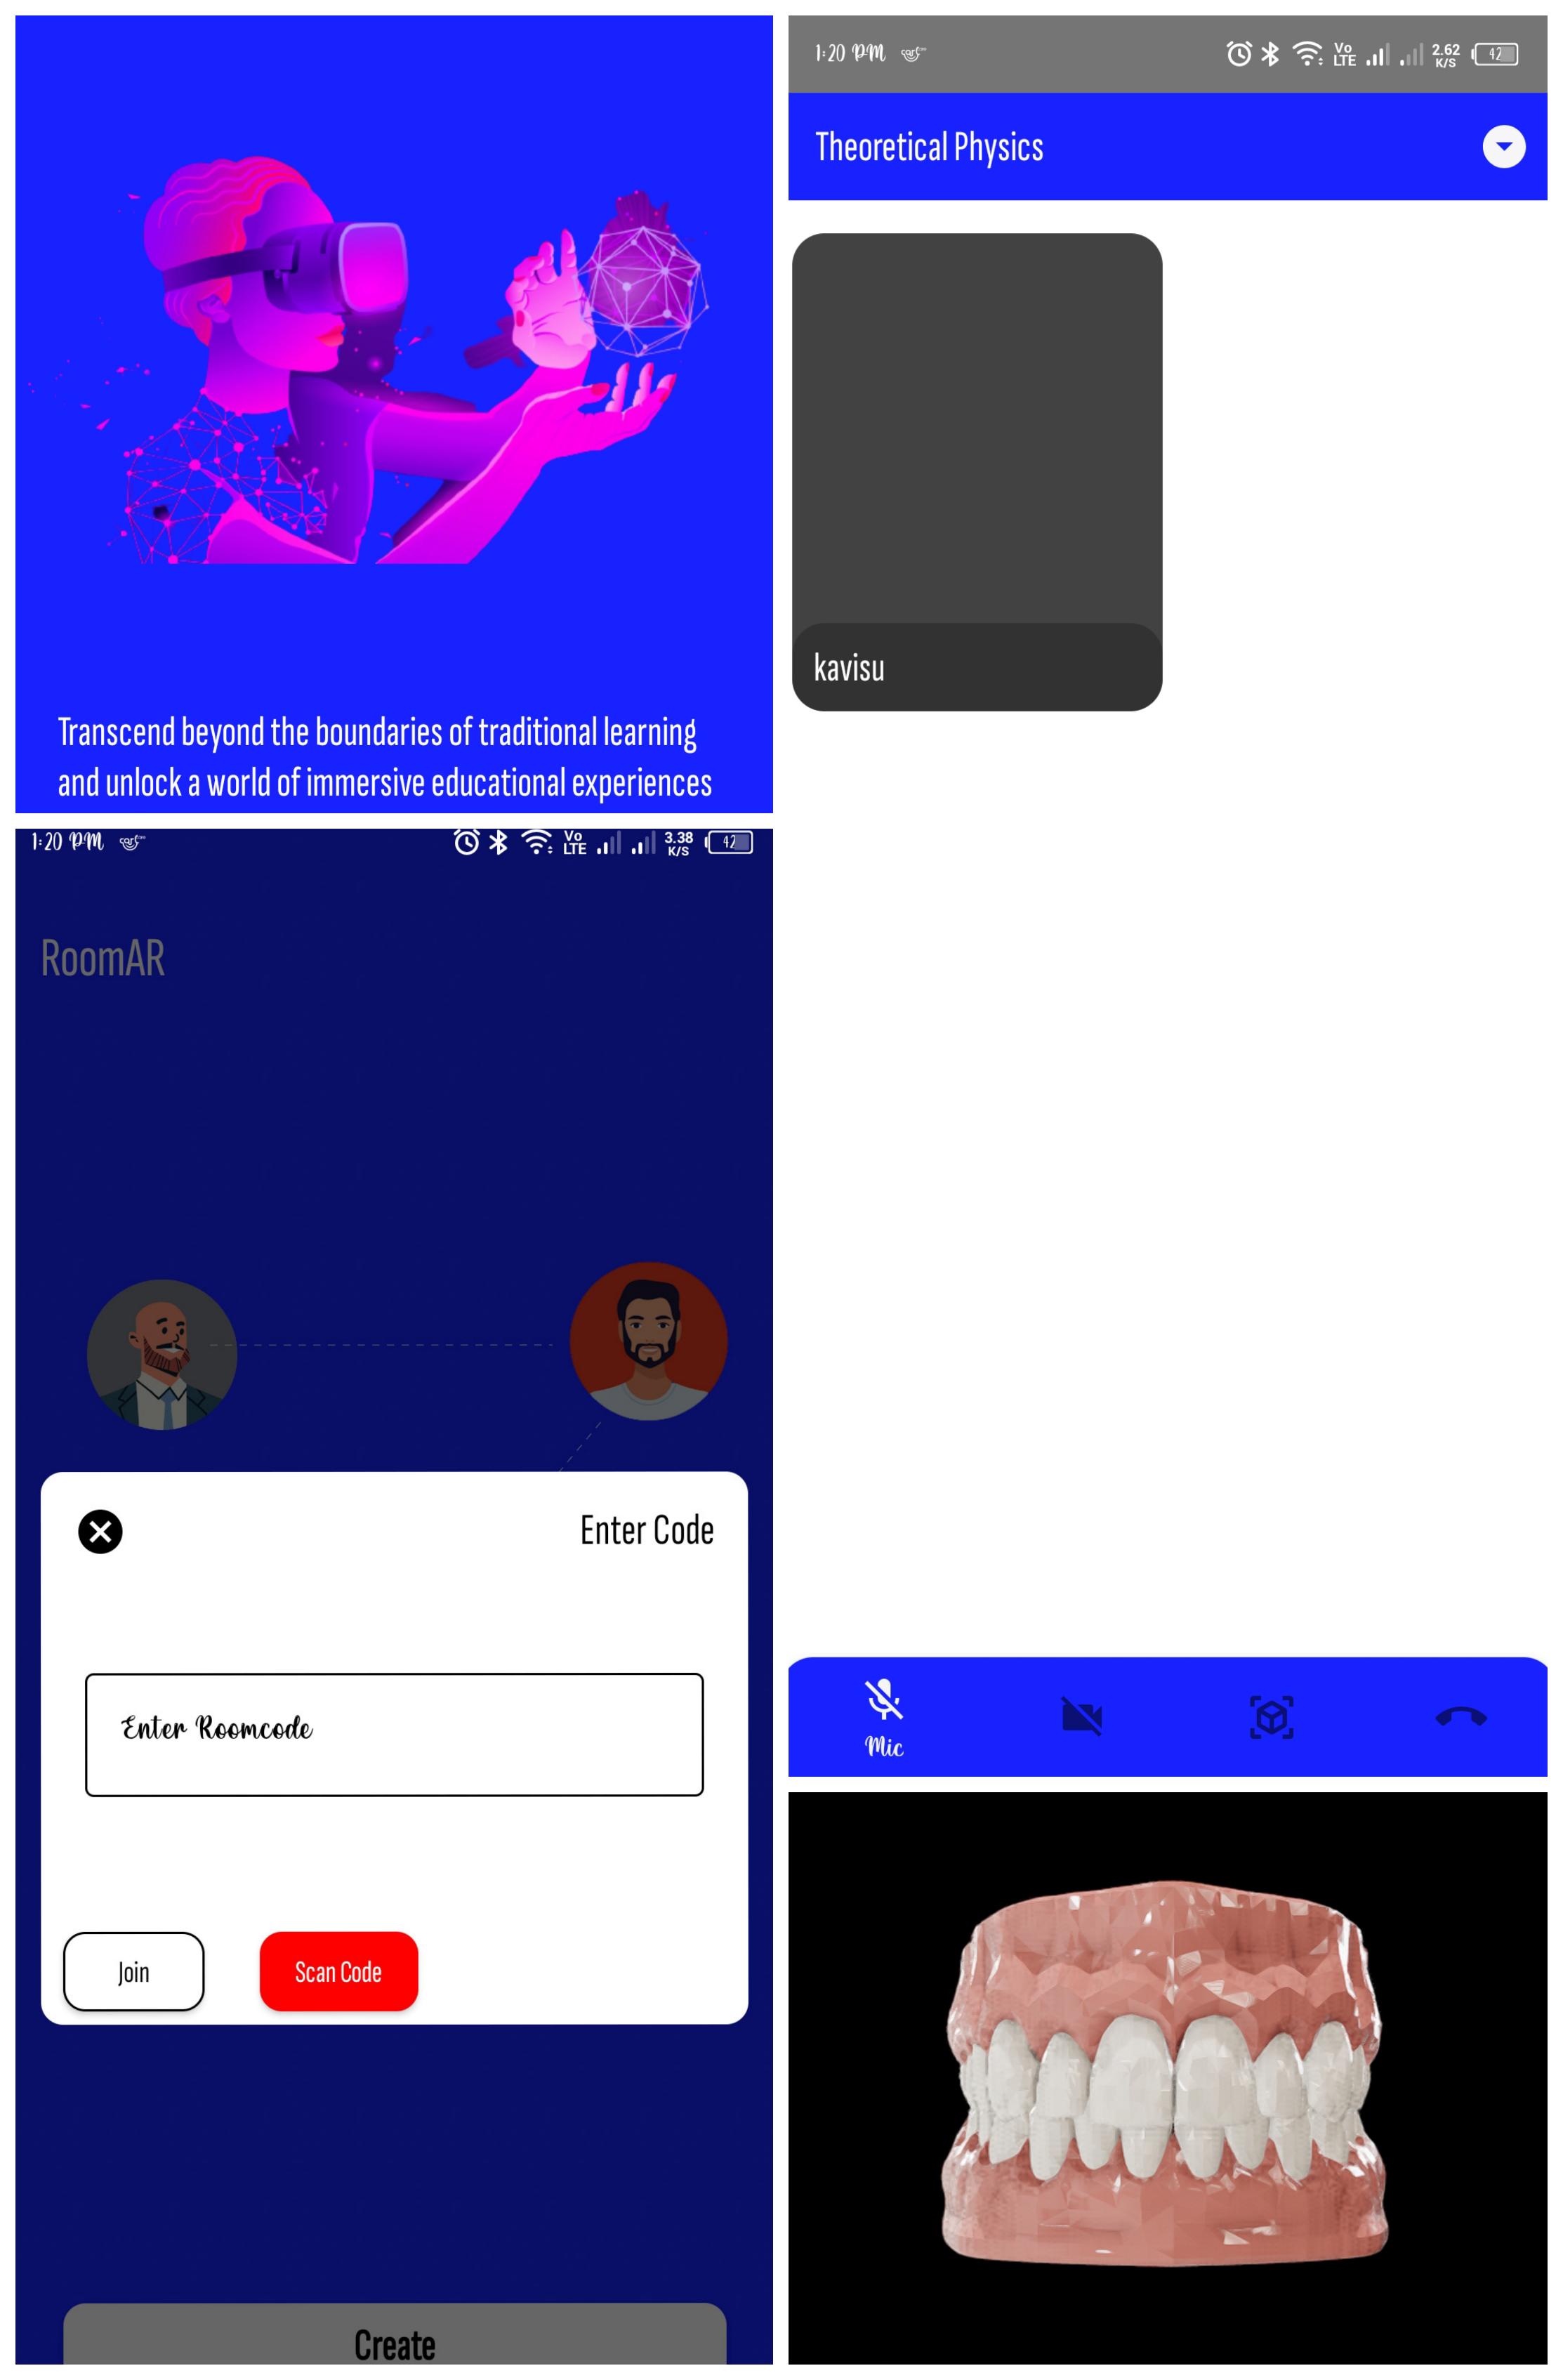 Transcend beyond the boundaries of traditional learning
and unlock a world of immersive educational experiences
1:20 PM
Vo
LTE
3.38
K/S
42
RoomAR
Enter Code
Enter Roomcode
Join
Scan Code
Create
1:20 PM
Vo
LTE
2.62
K/S
42
Theoretical Physics
kavisu
Mic